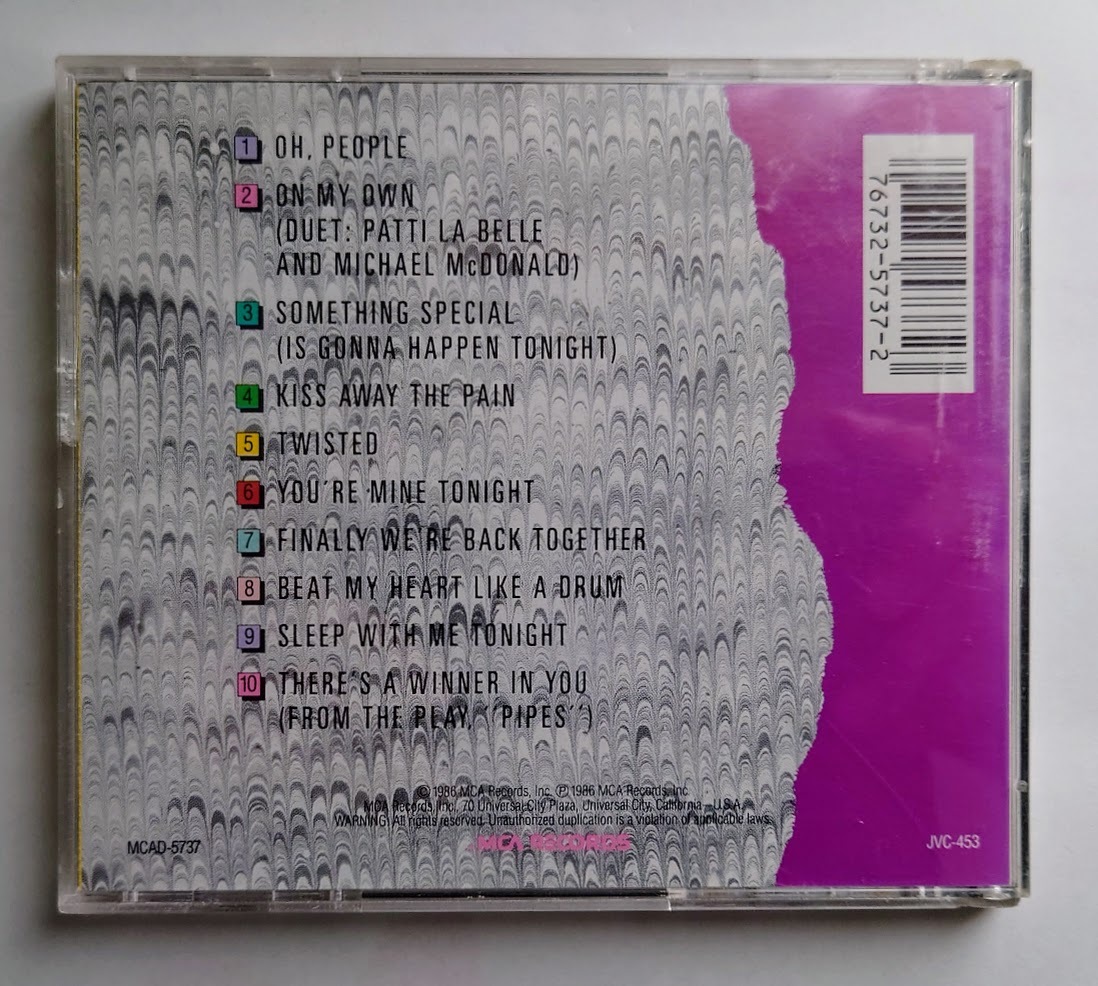 1 OH, PEOPLE
2 ON MY OWN
(DUET: PATTI LA BELLE
AND MICHAEL McDONALD)
3 SOMETHING SPECIAL
(IS GONNA HAPPEN TONIGHT)
4 KISS AWAY THE PAIN
5 TWISTED
6 YOU'RE MINE TONIGHT
7 FINALLY WE'RE BACK TOGETHER
8 BEAT MY HEART LIKE A DRUM
9 SLEEP WITH ME TONIGHT
10 THERE'S A WINNER IN YOU
(FROM THE PLAY, "PIPES")
© 1986 MCA Records, Inc. ℗ 1986 MCA Records, Inc.
MCA Records, Inc., 70 Universal City Plaza, Universal City, California – U.S.A.
WARNING: All rights reserved. Unauthorized duplication is a violation of applicable laws.
MCA RECORDS
MCAD-5737
JVC-453
76732-5737-2